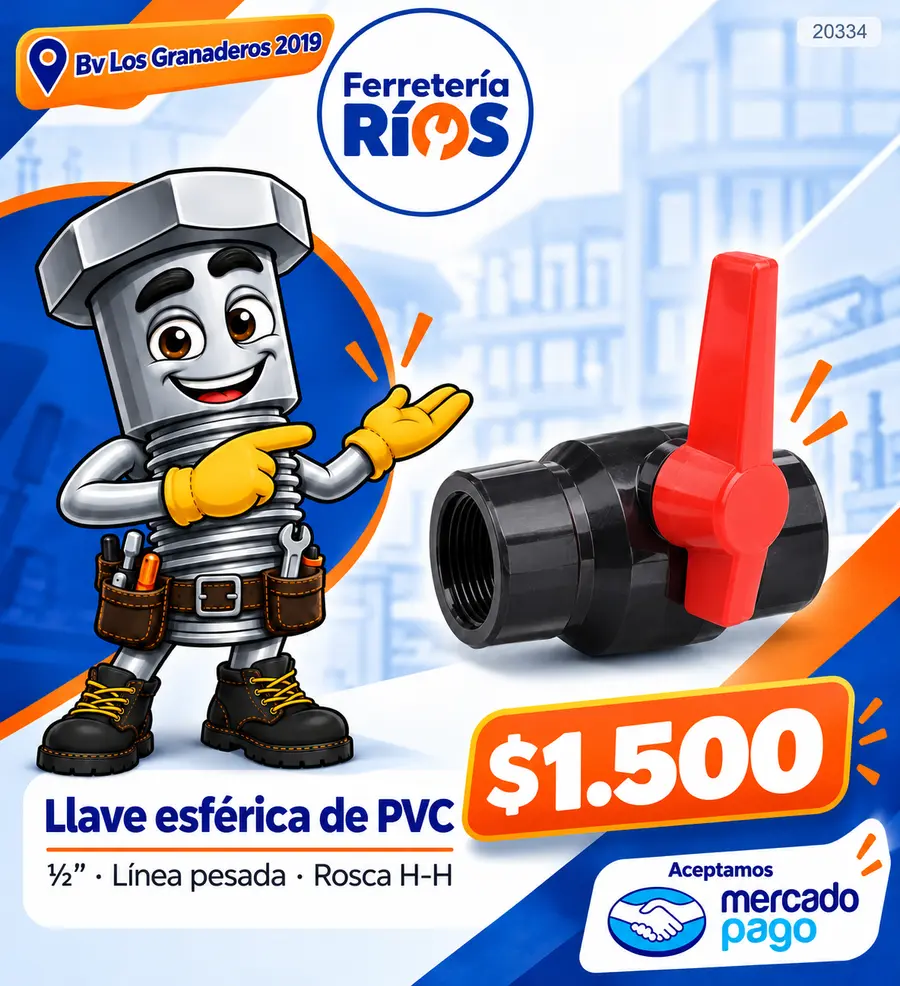 Bv Los Granaderos 2019
20334
Ferretería
Ríos
Llave esférica de PVC
½” · Línea pesada · Rosca H-H
$1.500
Aceptamos
mercado
pago